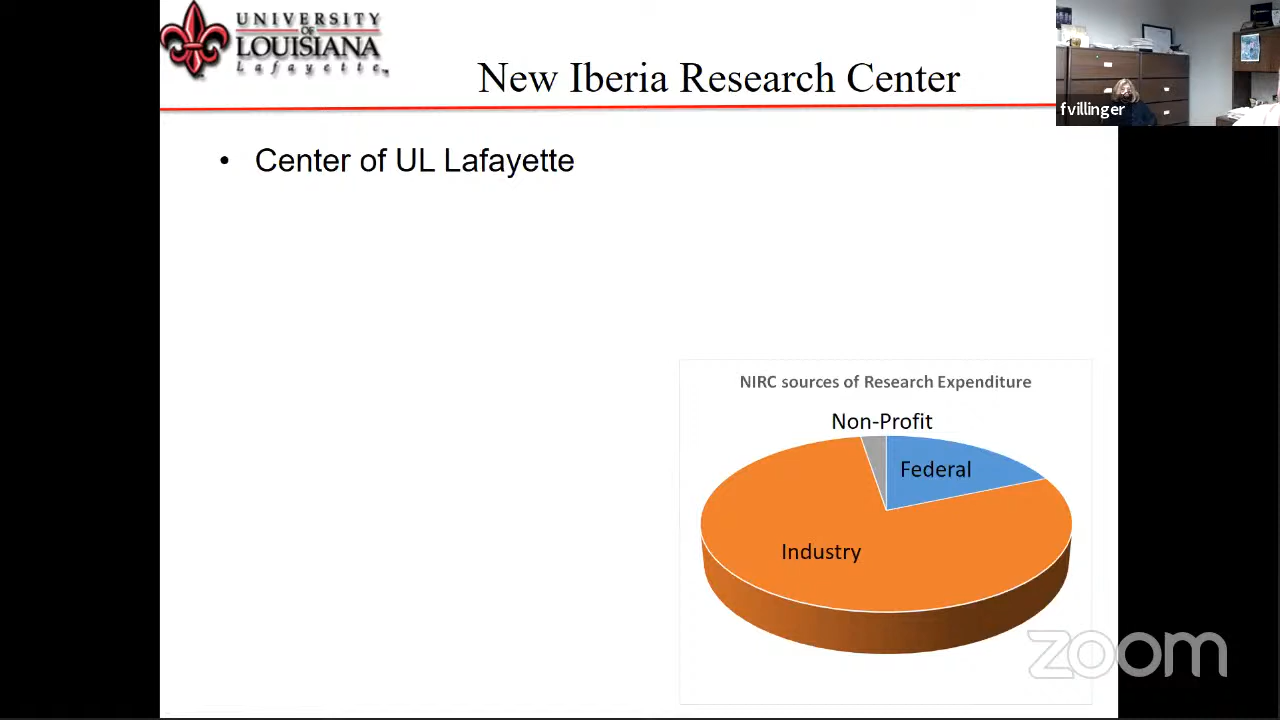 UNIVERSITY
OF
LOUISIANA
Lafayette
New Iberia Research Center
fvillinger
• Center of UL Lafayette
NIRC sources of Research Expenditure
Non-Profit
Federal
Industry
zoom